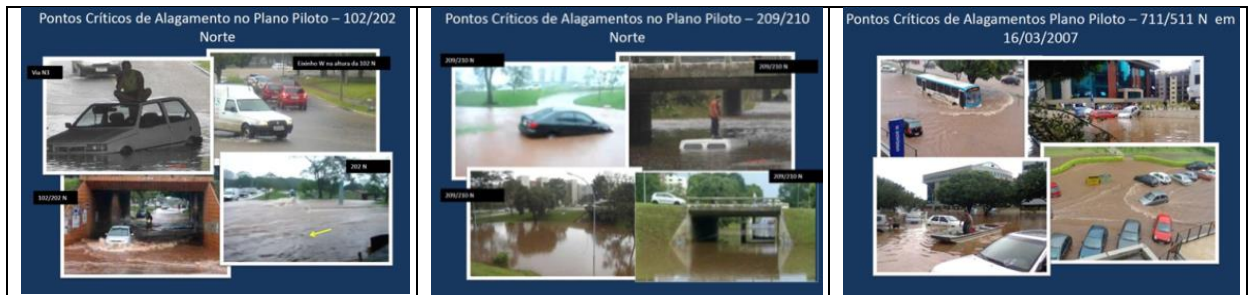 Pontos Críticos de Alagamento no Plano Piloto – 102/202
Norte
Via N3
Eixinho W na altura da 102 N
102/202 N
202 N
Pontos Críticos de Alagamentos no Plano Piloto – 209/210
Norte
209/210 N
209/210 N
209/210 N
209/210 N
Pontos Críticos de Alagamentos Plano Piloto – 711/511 N em
16/03/2007